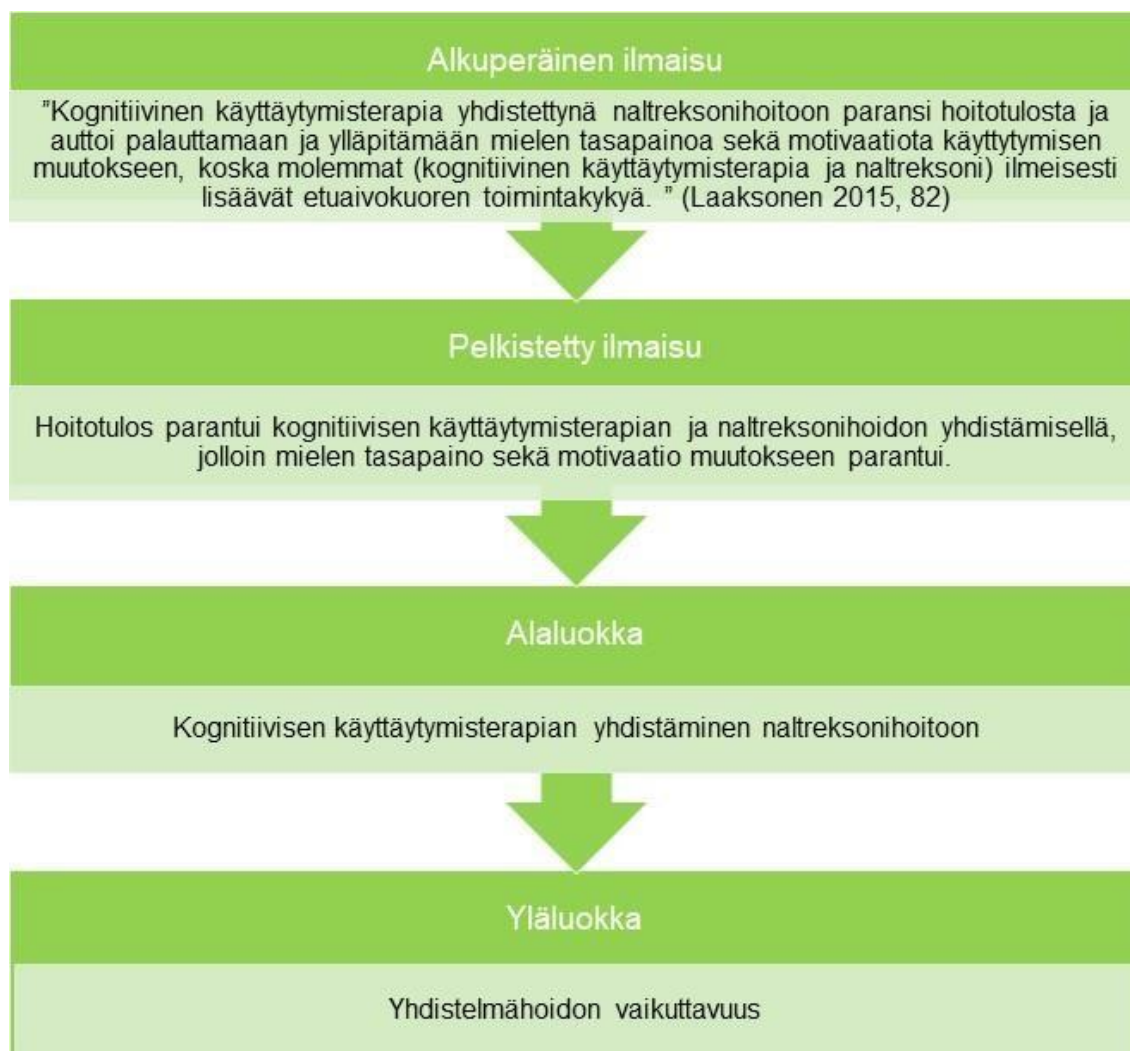 Alkuperäinen ilmaisu
"Kognitiivinen käyttäytymisterapia yhdistettynä naltreksonihoitoon paransi hoitotulosta ja
auttoi palauttamaan ja ylläpitämään mielen tasapainoa sekä motivaatiota käyttytymisen
muutokseen, koska molemmat (kognitiivinen käyttäytymisterapia ja naltreksoni) ilmeisesti
lisäävät etuaivokuoren toimintakykyä. " (Laaksonen 2015, 82)
Pelkistetty ilmaisu
Hoitotulos parantui kognitiivisen käyttäytymisterapian ja naltreksonihoidon yhdistämisellä,
jolloin mielen tasapaino sekä motivaatio muutokseen parantui.
Alaluokka
Kognitiivisen käyttäytymisterapian yhdistäminen naltreksonihoitoon
Yläluokka
Yhdistelmähoidon vaikuttavuus